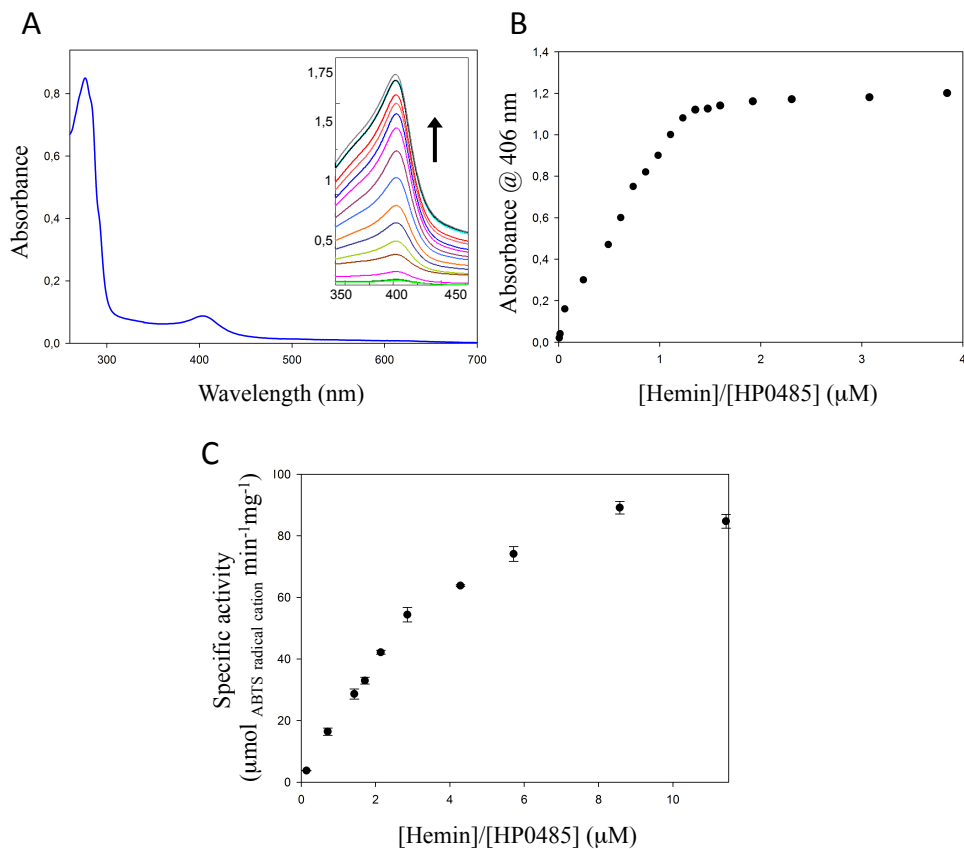 A
Absorbance
0,8
0,6
0,4
0,2
0,0
300 400 500 600 700
Wavelength (nm)
1,75
1,5
1
0,5
350 400 450
B
Absorbance @ 406 nm
1,4
1,2
1,0
0,8
0,6
0,4
0,2
0,0
0 1 2 3 4
[Hemin]/[HP0485] (μM)
C
Specific activity
(μmol ABTS radical cation min-1mg-1)
100
80
60
40
20
0
0 2 4 6 8 10
[Hemin]/[HP0485] (μM)